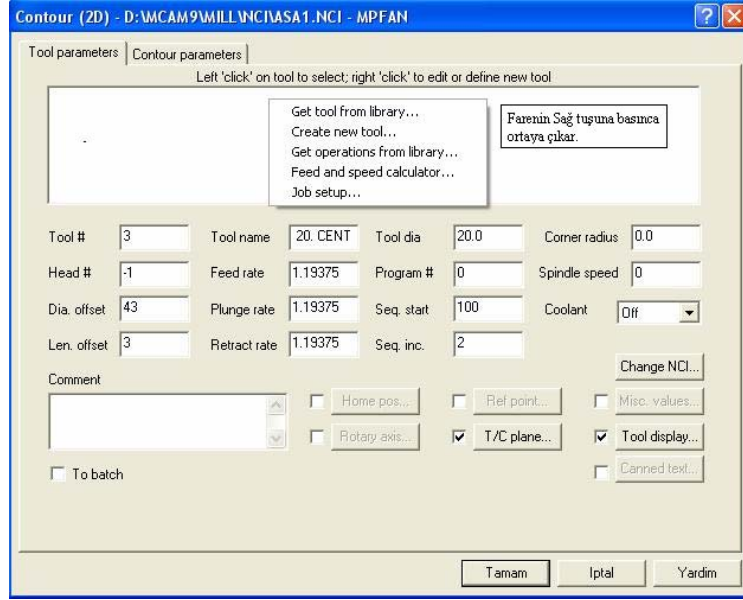 Contour (2D) - D:\MCAM9\MILL\NCI\ASA1.NCI - MPFAN
Tool parameters Contour parameters
Left 'click' on tool to select; right 'click' to edit or define new tool
Get tool from library...
Create new tool...
Get operations from library...
Feed and speed calculator...
Job setup...
Farenin Sağ tuşuna basınca
ortaya çıkar.
Tool # 3 Tool name 20. CENT Tool dia 20.0 Corner radius 0.0
Head # -1 Feed rate 1.19375 Program # 0 Spindle speed 0
Dia. offset 43 Plunge rate 1.19375 Seq. start 100 Coolant Off
Len. offset 3 Retract rate 1.19375 Seq. inc. 2
Change NCI...
Comment
Home pos... Ref point... Misc. values...
Rotary axis... T/C plane... Tool display...
To batch Canned text...
Tamam Iptal Yardim